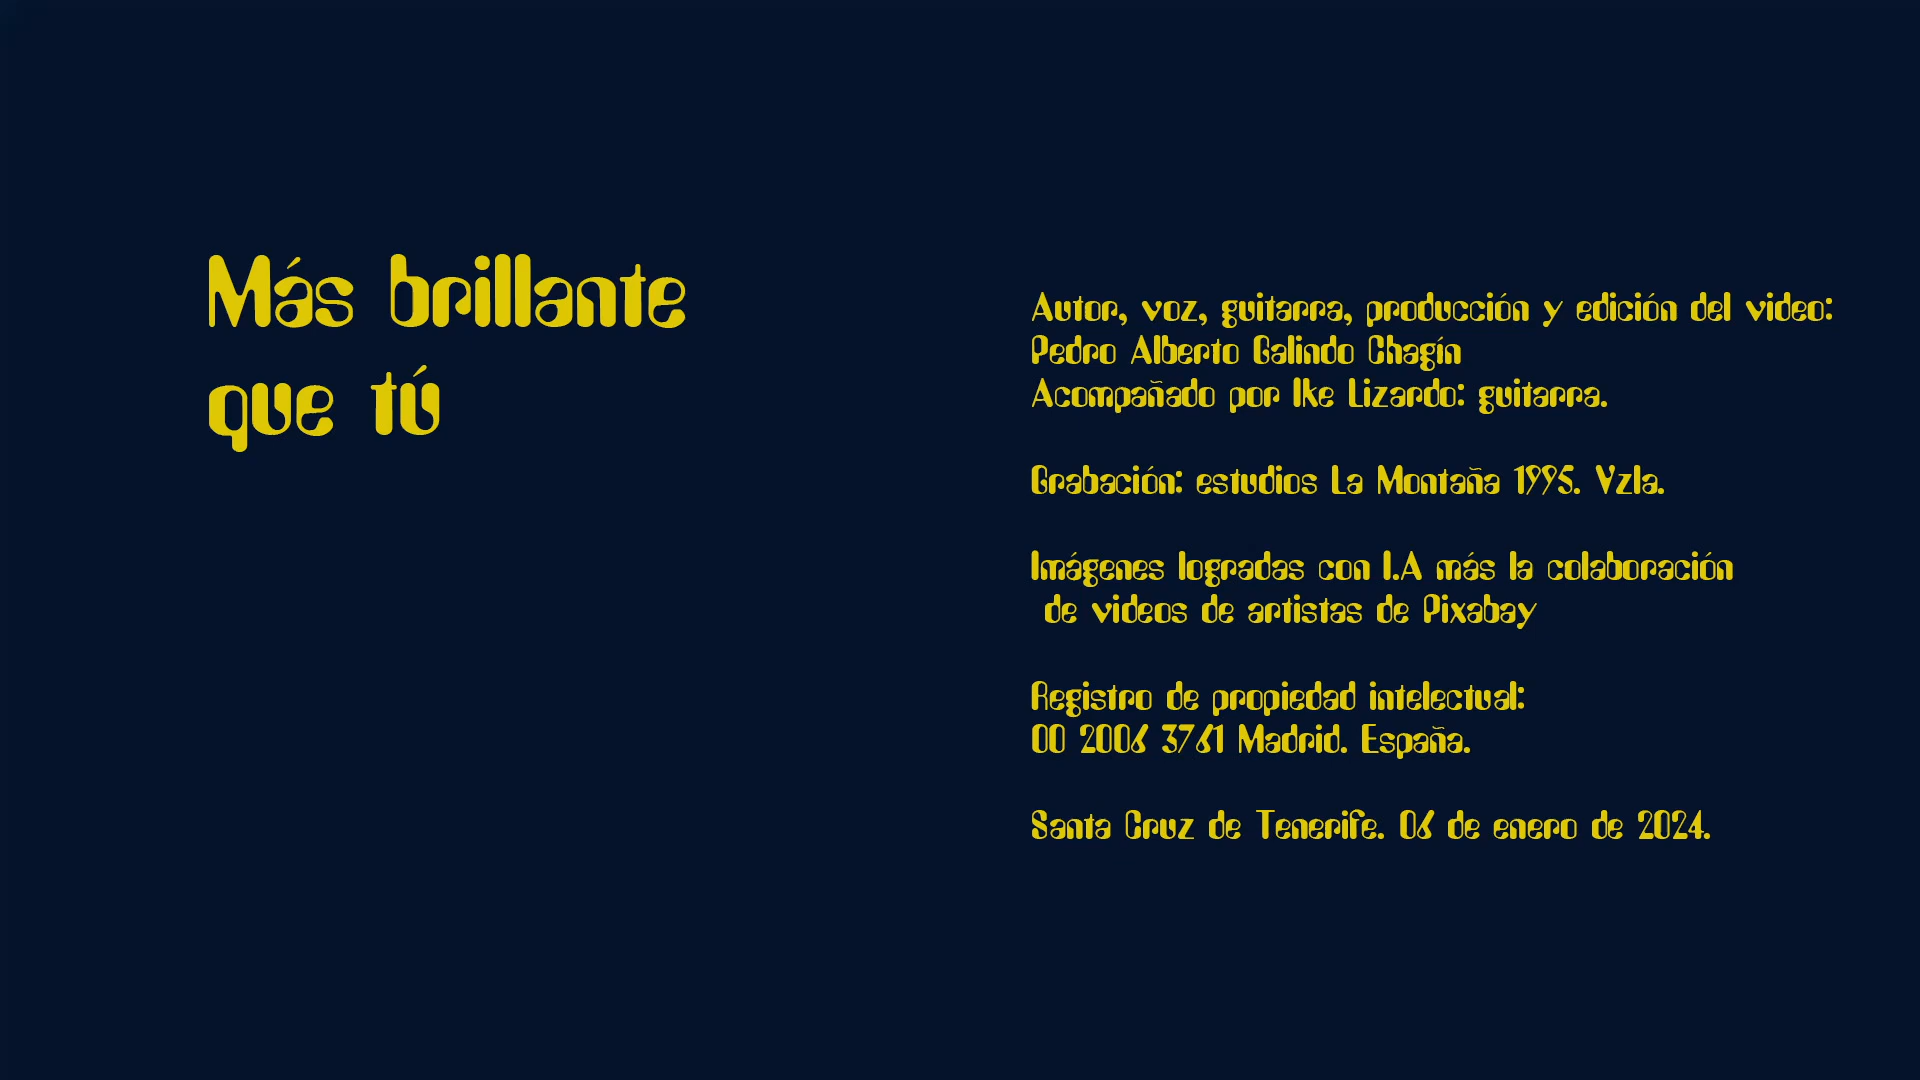 Más brillante
que tú
Autor, voz, guitarra, producción y edición del video:
Pedro Alberto Galindo Chagín
Acompañado por Ike Lizardo: guitarra.
Grabación: estudios La Montaña 1995. Vzla.
Imágenes logradas con I.A más la colaboración
de videos de artistas de Pixabay
Registro de propiedad intelectual:
00 2006 3761 Madrid. España.
Santa Cruz de Tenerife. 06 de enero de 2024.